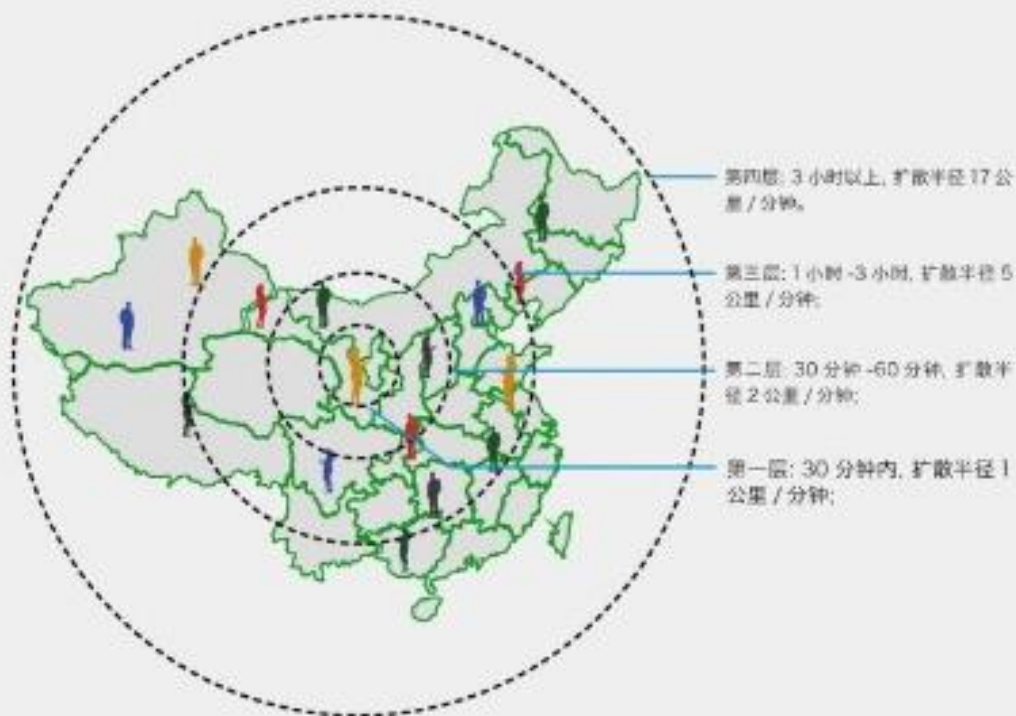 第四层: 3 小时以上, 扩散半径 17 公
里 / 分钟。
第三层: 1 小时 -3 小时, 扩散半径 5
公里 / 分钟;
第二层: 30 分钟 -60 分钟, 扩散半
径 2 公里 / 分钟;
第一层: 30 分钟内, 扩散半径 1
公里 / 分钟;